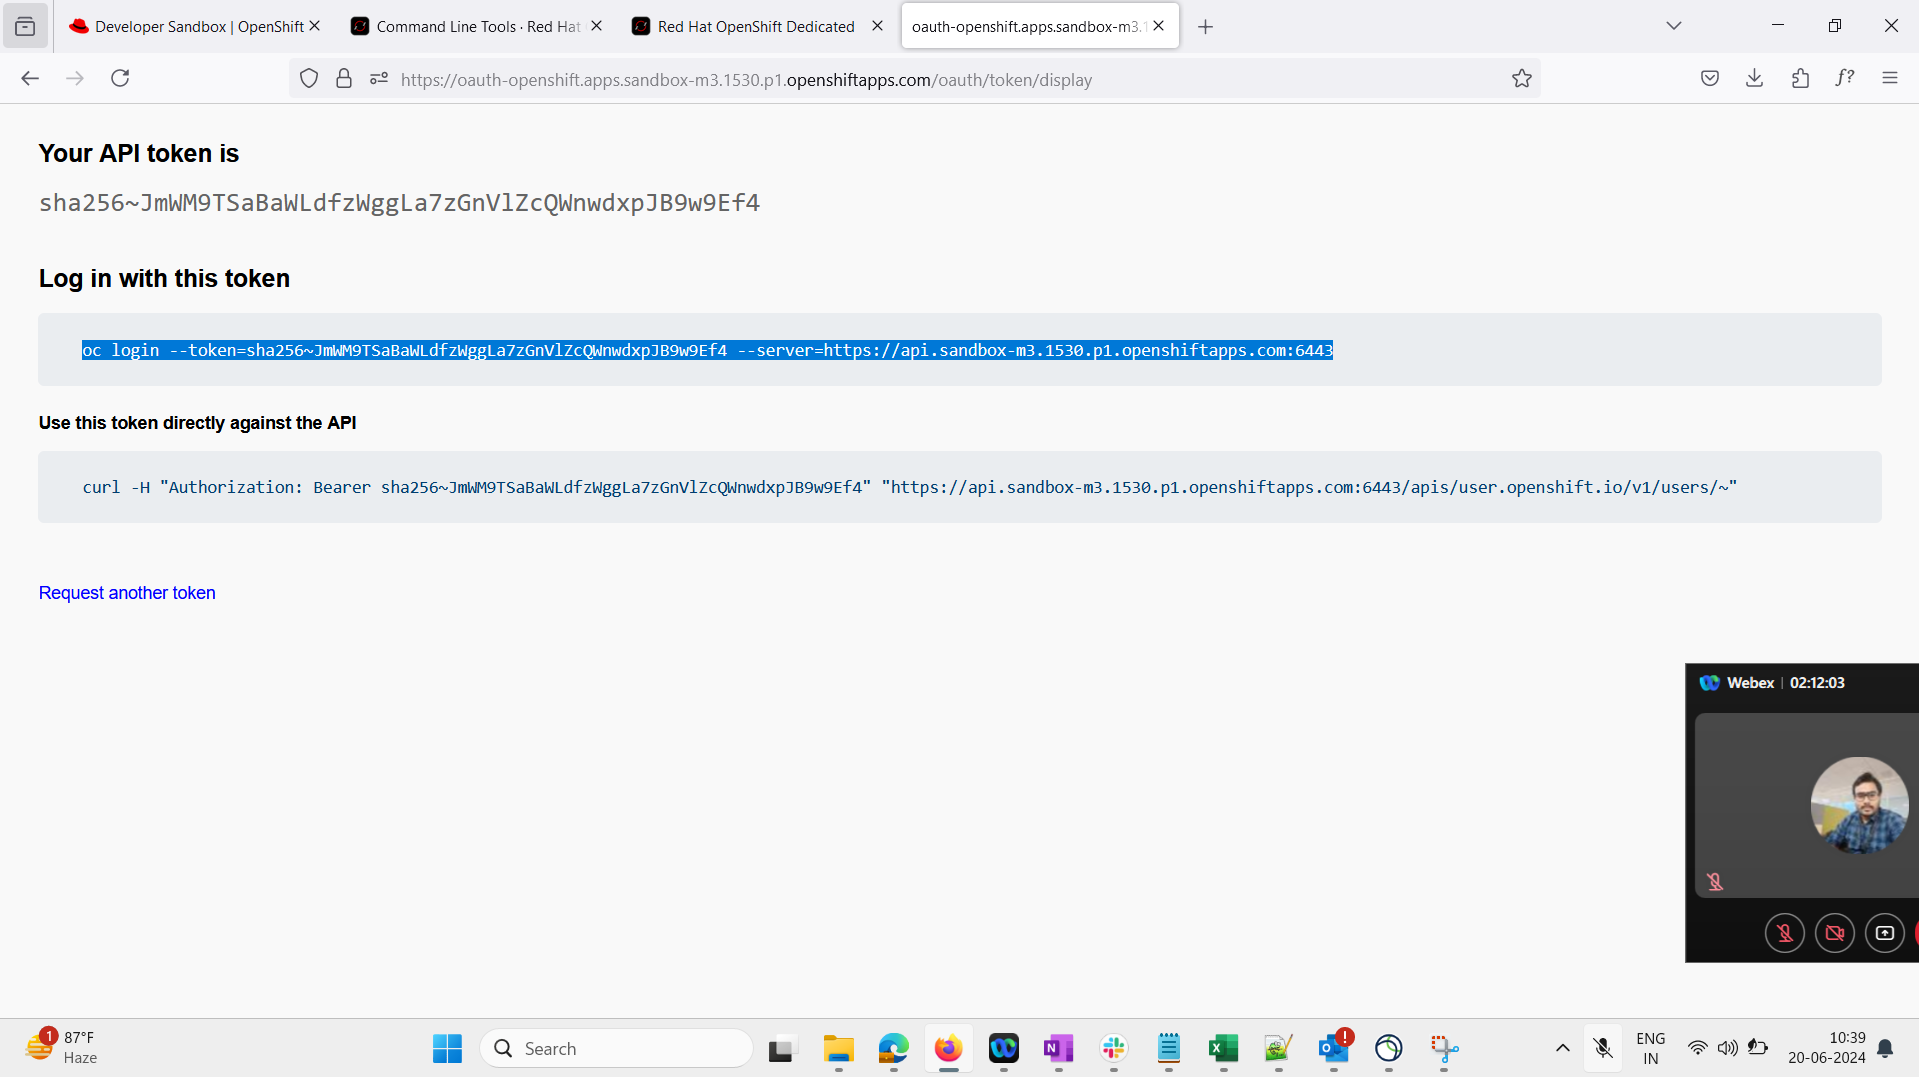 Developer Sandbox | OpenShift
Command Line Tools · Red Hat
Red Hat OpenShift Dedicated
oauth-openshift.apps.sandbox-m3.1
https://oauth-openshift.apps.sandbox-m3.1530.p1.openshiftapps.com/oauth/token/display
f?
Your API token is
sha256~JmWM9TSaBaWLdfzWggLa7zGnVlZcQWnwdxpJB9w9Ef4
Log in with this token
oc login --token=sha256~JmWM9TSaBaWLdfzWggLa7zGnVlZcQWnwdxpJB9w9Ef4 --server=https://api.sandbox-m3.1530.p1.openshiftapps.com:6443
Use this token directly against the API
curl -H "Authorization: Bearer sha256~JmWM9TSaBaWLdfzWggLa7zGnVlZcQWnwdxpJB9w9Ef4" "https://api.sandbox-m3.1530.p1.openshiftapps.com:6443/apis/user.openshift.io/v1/users/~"
Request another token
Webex | 02:12:03
1
87°F
Haze
Search
ENG
IN
10:39
20-06-2024